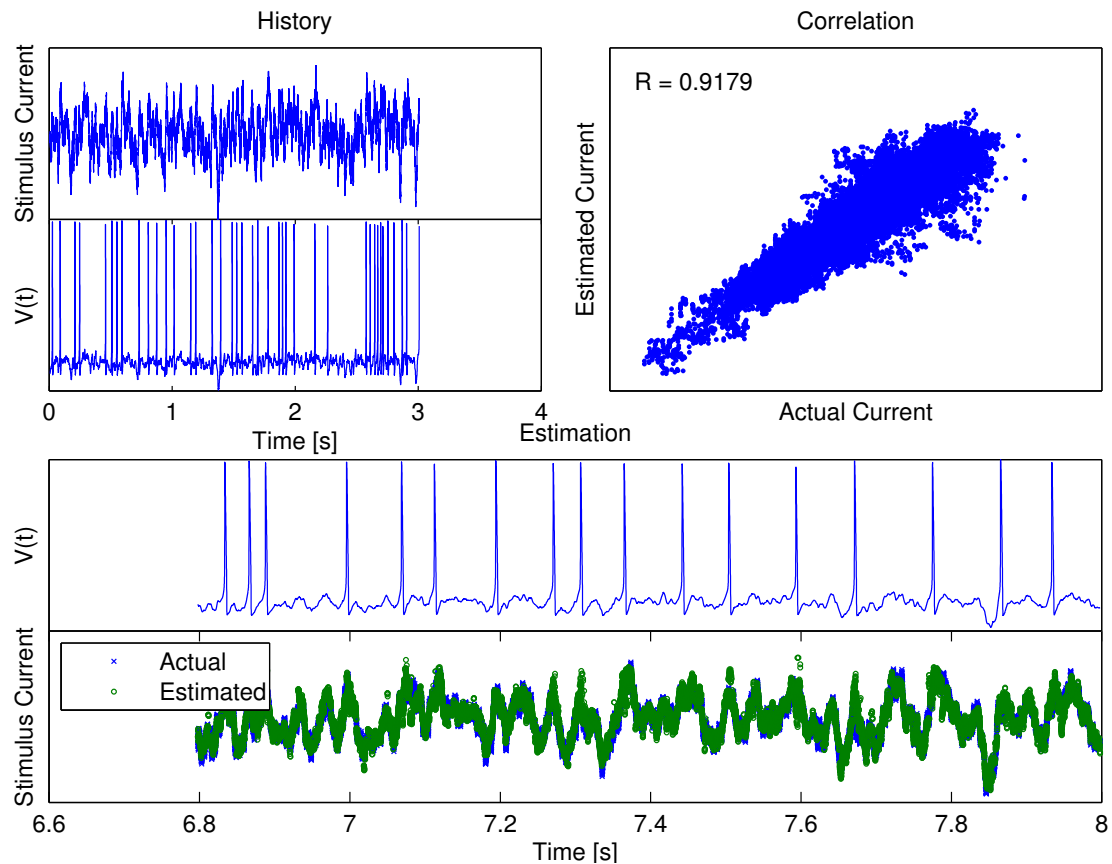 History
Stimulus Current
V(t)
0 1 2 3 4
Time [s]
Correlation
R = 0.9179
Estimated Current
Actual Current
Estimation
V(t)
Stimulus Current
Actual
Estimated
6.6 6.8 7 7.2 7.4 7.6 7.8 8
Time [s]